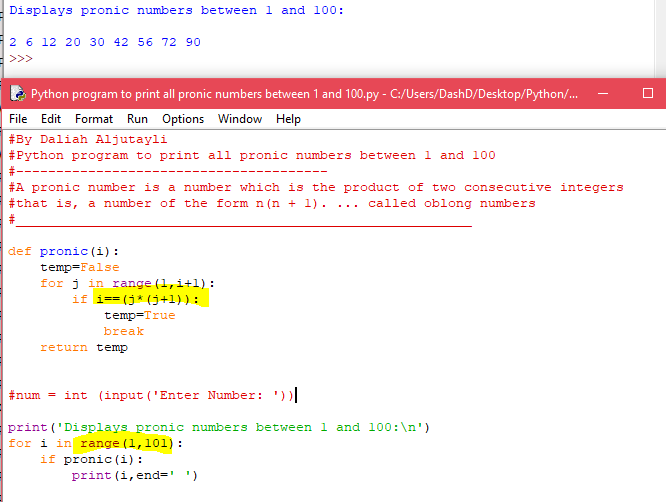 Displays pronic numbers between 1 and 100:
2 6 12 20 30 42 56 72 90
>>>
Python program to print all pronic numbers between 1 and 100.py - C:/Users/DashD/Desktop/Python/...
File Edit Format Run Options Window Help
#By Daliah Aljutayli
#Python program to print all pronic numbers between 1 and 100
#---------------------------------------
#A pronic number is a number which is the product of two consecutive integers
#that is, a number of the form n(n + 1). ... called oblong numbers
#_________________________________________________________
def pronic(i):
    temp=False
    for j in range(1,i+1):
        if i==(j*(j+1)):
            temp=True
            break
    return temp
#num = int (input('Enter Number: '))
print('Displays pronic numbers between 1 and 100:\n')
for i in range(1,101):
    if pronic(i):
        print(i,end=' ')